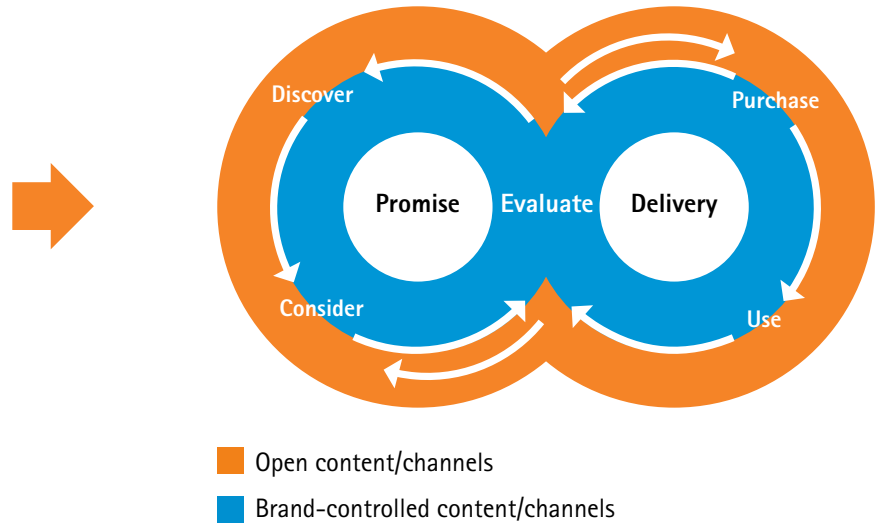 Discover
Purchase
Promise
Evaluate
Delivery
Consider
Use
Open content/channels
Brand-controlled content/channels